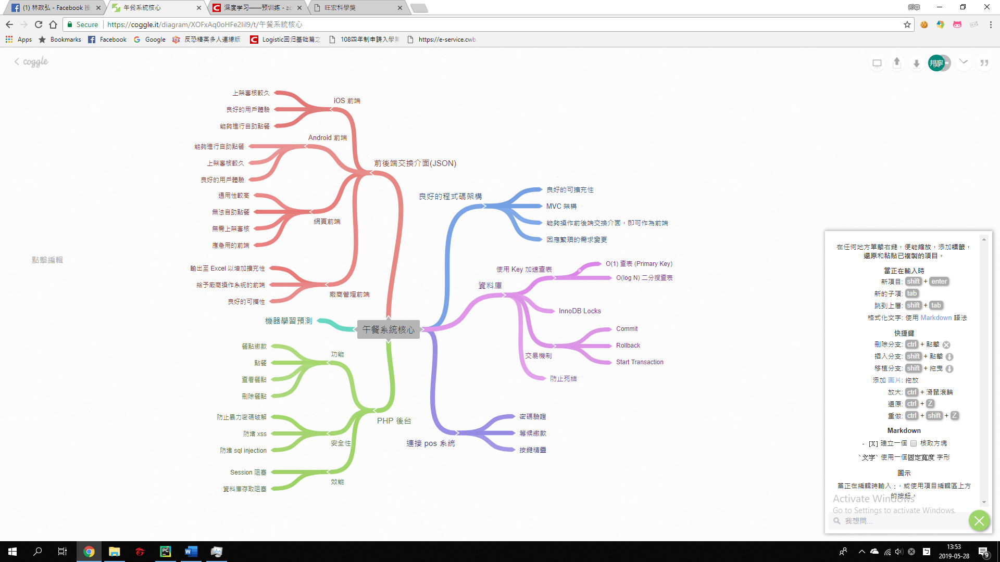 (1) 林政弘 - Facebook 搜
午餐系統核心
深度学习——预训练 - zcl
旺宏科學獎
邦寧
Secure
https://coggle.it/diagram/XOFxAq0oHFe2Iil9/t/午餐系統核心
Apps
Bookmarks
Facebook
Google
反恐精英多人連線版
Logistic回归基础篇之
108四年制申請入學第
https://e-service.cwb.
coggle
iOS 前端
上架審核較久
良好的用戶體驗
能夠進行自助點餐
Android 前端
能夠進行自助點餐
上架審核較久
良好的用戶體驗
前後端交換介面(JSON)
通用性較高
無法自助點餐
無需上架審核
應急用的前端
網頁前端
點擊編輯
輸出至 Excel 以增加擴充性
給予廠商操作系統的前端
良好的可擴性
廠商管理前端
機器學習預測
午餐系統核心
餐點繳款
點餐
查看餐點
刪除餐點
功能
PHP 後台
防止暴力密碼破解
防堵 xss
防堵 sql injection
安全性
Session 阻塞
資料庫存取阻塞
效能
良好的程式碼架構
良好的可擴充性
MVC 架構
能夠操作前後端交換介面，即可作為前端
因應繁瑣的需求變更
資料庫
使用 Key 加速查表
O(1) 查表 (Primary Key)
O(log N) 二分搜查表
InnoDB Locks
交易機制
Commit
Rollback
Start Transaction
防止死結
連接 pos 系統
密碼驗證
等候繳款
按鍵精靈
在任何地方單擊右鍵，便能縮放，添加標籤，
還原和粘貼已複製的項目。
當正在輸入時
新項目: shift + enter
新的子項: tab
跳到上層: shift + tab
格式化文字: 使用 Markdown 語法
快捷鍵
刪除分支: ctrl + 點擊
插入分支: shift + 點擊
移植分支: shift + 拖曳
添加 圖片: 拖放
放大: ctrl + 滑鼠滾輪
還原: ctrl + Z
重做: ctrl + shift + Z
Markdown
- [X] 建立一個 核取方塊
`文字` 使用一個固定寬度 字形
圖示
當正在編輯時輸入 :，或使用項目編輯區上方
的按鈕。
Activate Windows
Go to Settings to activate Windows.
我想問...
13:53
2019-05-28
9